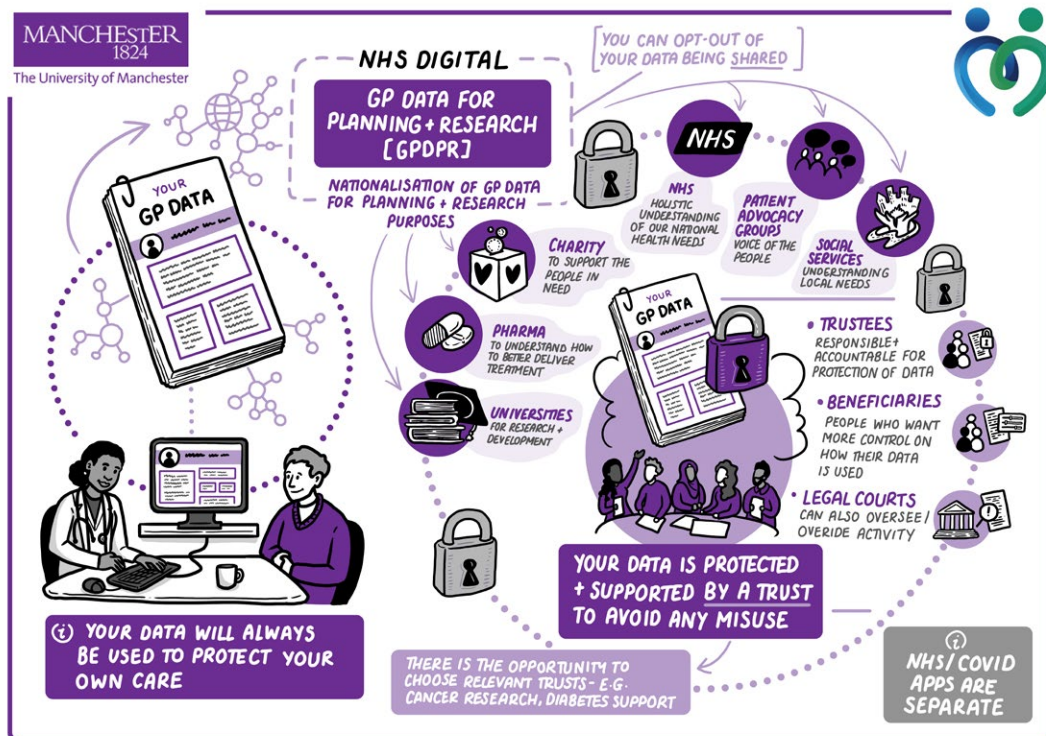 MANCHESTER
1824
The University of Manchester
NHS DIGITAL
GP DATA FOR
PLANNING + RESEARCH
[GPDPR]
NATIONALISATION OF GP DATA
FOR PLANNING + RESEARCH
PURPOSES
[YOU CAN OPT-OUT OF
YOUR DATA BEING SHARED]
YOUR
GP DATA
CHARITY
TO SUPPORT THE
PEOPLE IN
NEED
PHARMA
TO UNDERSTAND HOW
TO BETTER DELIVER
TREATMENT
UNIVERSITIES
FOR RESEARCH +
DEVELOPMENT
NHS
NHS
HOLISTIC
UNDERSTANDING
OF OUR NATIONAL
HEALTH NEEDS
PATIENT
ADVOCACY
GROUPS
VOICE OF THE
PEOPLE
SOCIAL
SERVICES
UNDERSTANDING
LOCAL NEEDS
YOUR
GP DATA
• TRUSTEES
RESPONSIBLE +
ACCOUNTABLE FOR
PROTECTION OF DATA
• BENEFICIARIES
PEOPLE WHO WANT
MORE CONTROL ON
HOW THEIR DATA
IS USED
• LEGAL COURTS
CAN ALSO OVERSEE /
OVERIDE ACTIVITY
YOUR DATA IS PROTECTED
+ SUPPORTED BY A TRUST
TO AVOID ANY MISUSE
i YOUR DATA WILL ALWAYS
BE USED TO PROTECT YOUR
OWN CARE
THERE IS THE OPPORTUNITY TO
CHOOSE RELEVANT TRUSTS - E.G.
CANCER RESEARCH, DIABETES SUPPORT
i
NHS / COVID
APPS ARE
SEPARATE